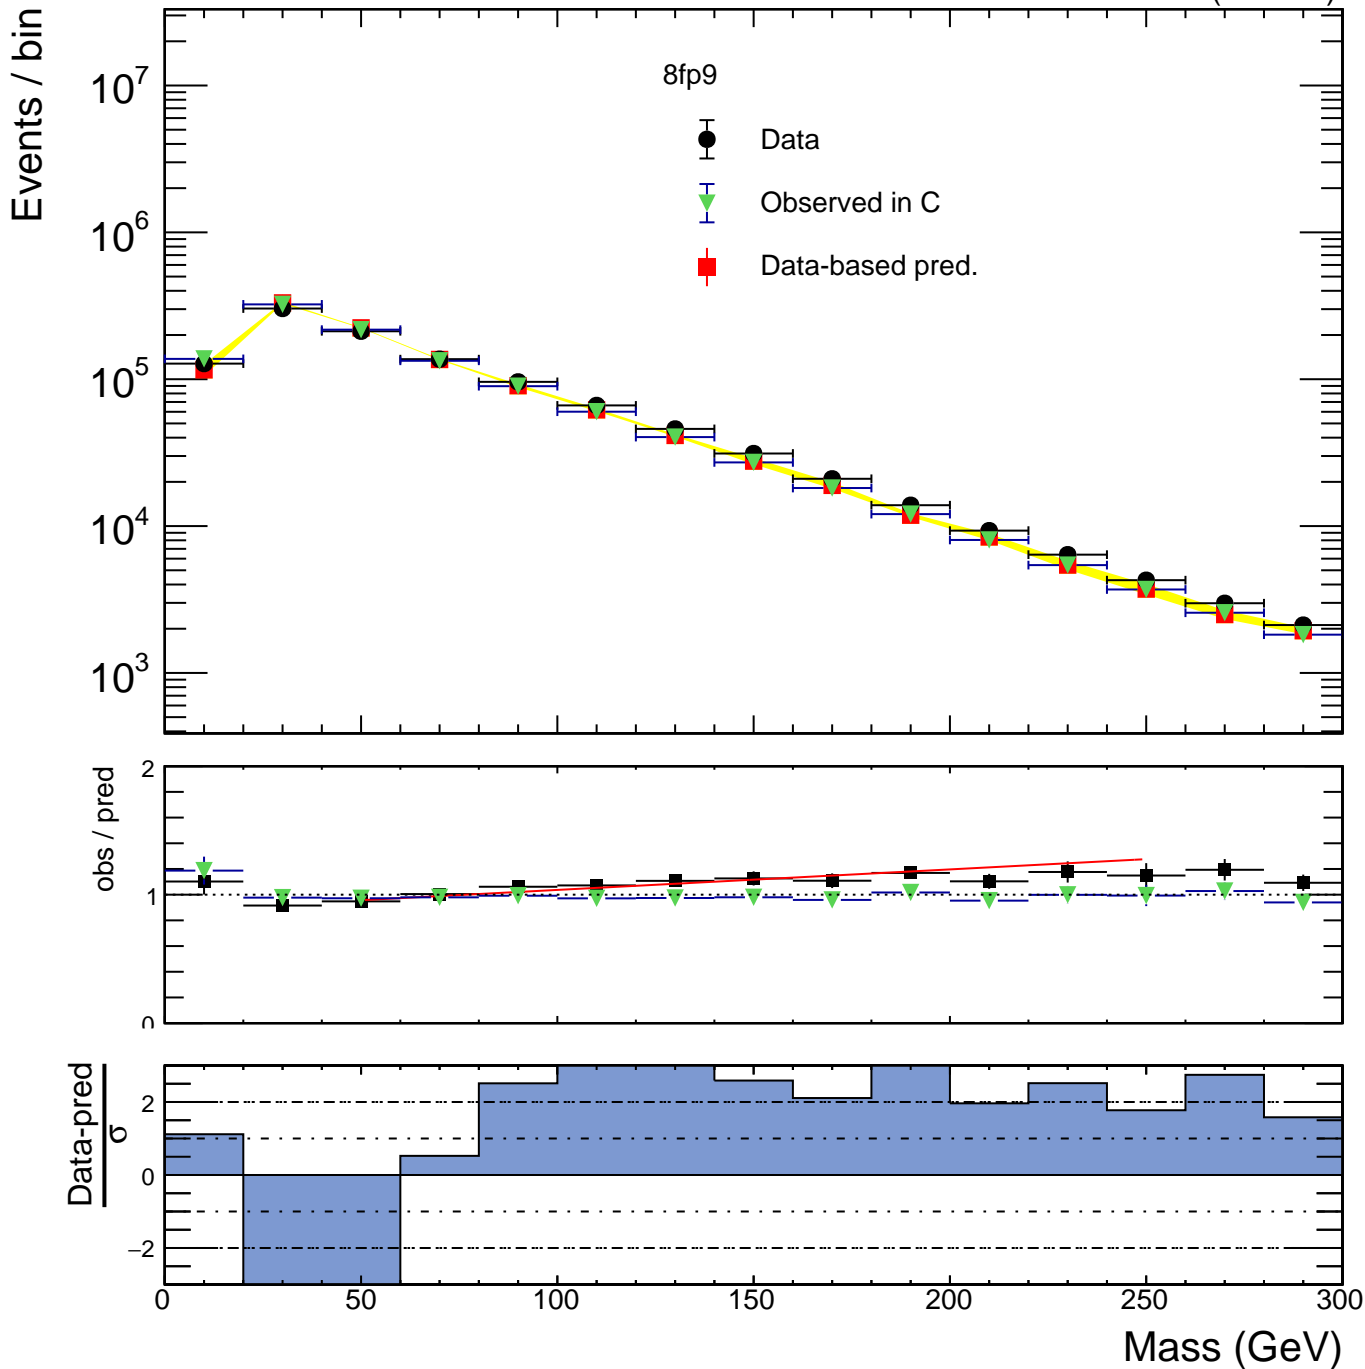 Events / bin
10^7
10^6
10^5
10^4
10^3
8fp9
Data
Observed in C
Data-based pred.
obs / pred
2
1
0
Data-pred
σ
2
0
−2
0 50 100 150 200 250 300
Mass (GeV)